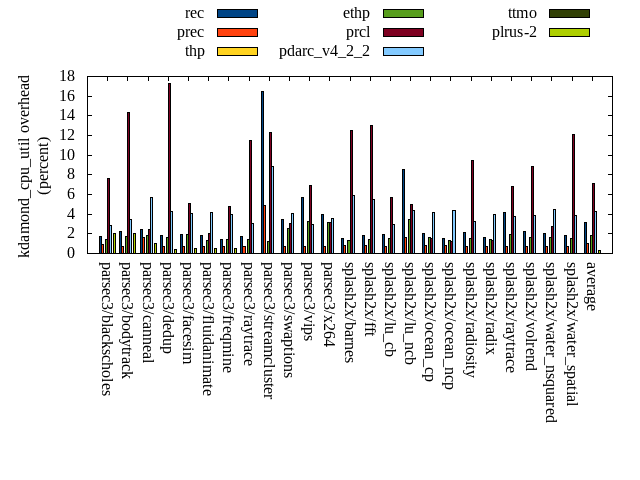 rec
prec
thp
ethp
prcl
pdarc_v4_2_2
ttmo
plrus-2
kdamond_cpu_util overhead
(percent)
18
16
14
12
10
8
6
4
2
0
parsec3/blackscholes
parsec3/bodytrack
parsec3/canneal
parsec3/dedup
parsec3/facesim
parsec3/fluidanimate
parsec3/freqmine
parsec3/raytrace
parsec3/streamcluster
parsec3/swaptions
parsec3/vips
parsec3/x264
splash2x/barnes
splash2x/fft
splash2x/lu_cb
splash2x/lu_ncb
splash2x/ocean_cp
splash2x/ocean_ncp
splash2x/radiosity
splash2x/radix
splash2x/raytrace
splash2x/volrend
splash2x/water_nsquared
splash2x/water_spatial
average